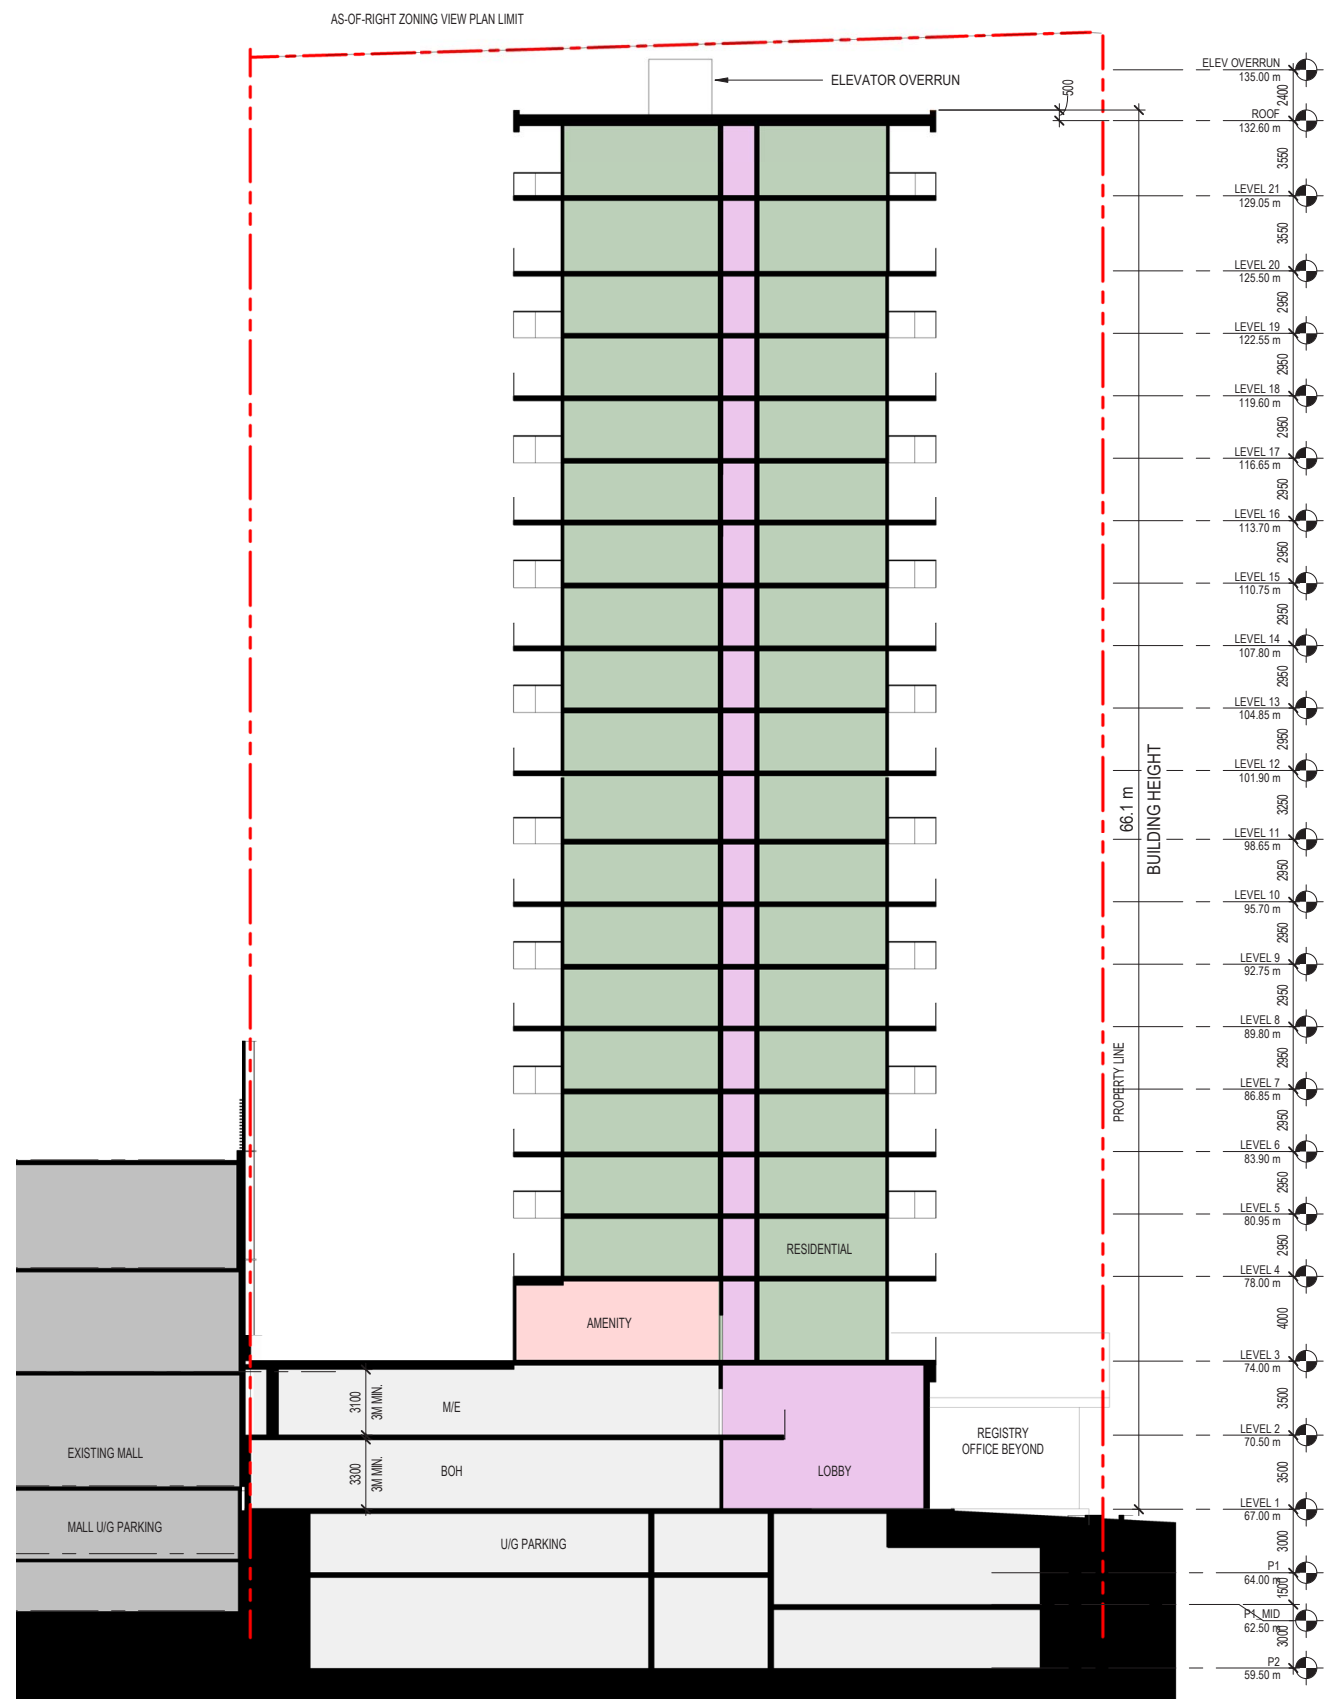 AS-OF-RIGHT ZONING VIEW PLAN LIMIT
ELEVATOR OVERRUN
500
ELEV OVERRUN
135.00 m
2400
ROOF
132.60 m
3550
LEVEL 21
129.05 m
3550
LEVEL 20
125.50 m
2950
LEVEL 19
122.55 m
2950
LEVEL 18
119.60 m
2950
LEVEL 17
116.65 m
2950
LEVEL 16
113.70 m
2950
LEVEL 15
110.75 m
2950
LEVEL 14
107.80 m
2950
LEVEL 13
104.85 m
2950
LEVEL 12
101.90 m
3250
LEVEL 11
98.65 m
2950
LEVEL 10
95.70 m
2950
LEVEL 9
92.75 m
2950
LEVEL 8
89.80 m
2950
LEVEL 7
86.85 m
2950
LEVEL 6
83.90 m
2950
LEVEL 5
80.95 m
2950
LEVEL 4
78.00 m
4000
LEVEL 3
74.00 m
3500
LEVEL 2
70.50 m
3500
LEVEL 1
67.00 m
3000
P1
64.00 m
1500
P1_MID
62.50 m
3000
P2
59.50 m
66.1 m
BUILDING HEIGHT
PROPERTY LINE
RESIDENTIAL
AMENITY
3100
3M MIN.
M/E
REGISTRY
OFFICE BEYOND
EXISTING MALL
3300
3M MIN.
BOH
LOBBY
MALL U/G PARKING
U/G PARKING